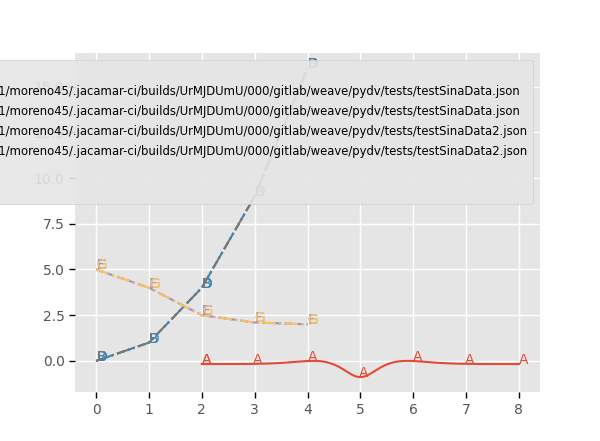 1/moreno45/.jacamar-ci/builds/UrMJDUmU/000/gitlab/weave/pydv/tests/testSinaData.json
1/moreno45/.jacamar-ci/builds/UrMJDUmU/000/gitlab/weave/pydv/tests/testSinaData.json
1/moreno45/.jacamar-ci/builds/UrMJDUmU/000/gitlab/weave/pydv/tests/testSinaData2.json
1/moreno45/.jacamar-ci/builds/UrMJDUmU/000/gitlab/weave/pydv/tests/testSinaData2.json
10.0
7.5
5.0
2.5
0.0
A A A A A A A
0 1 2 3 4 5 6 7 8